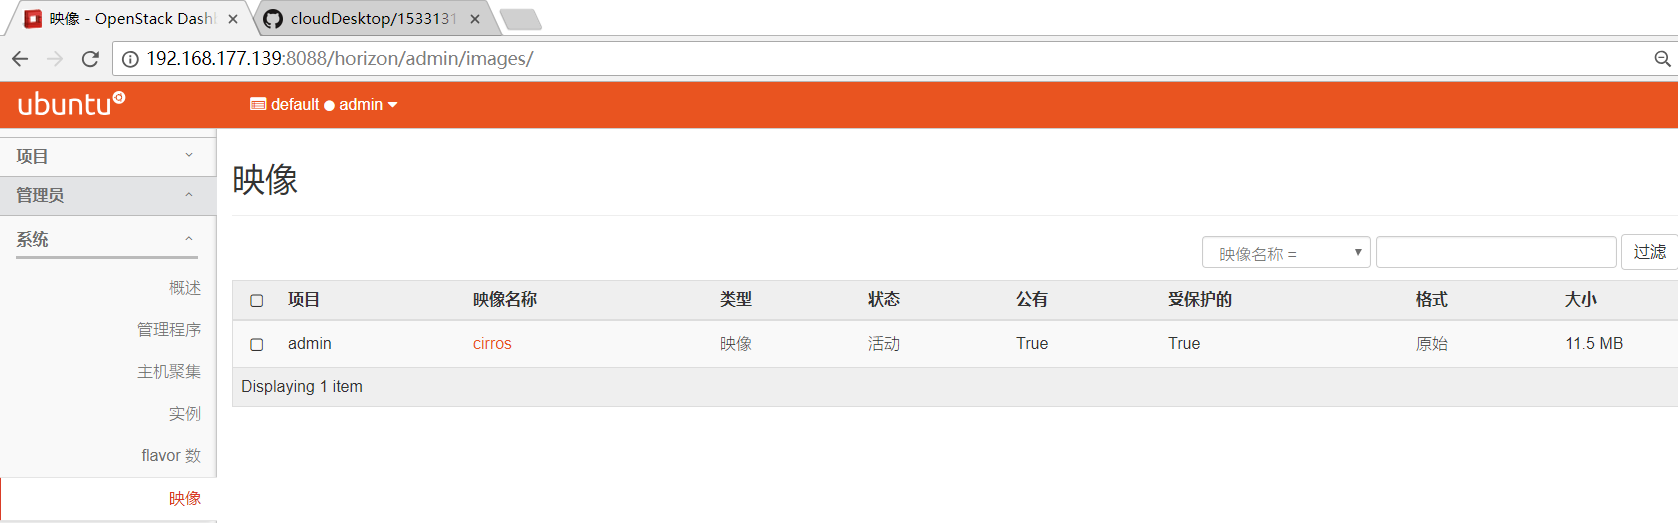 映像 - OpenStack Dash
cloudDesktop/1533131
192.168.177.139:8088/horizon/admin/images/
ubuntu
default admin
项目
管理员
系统
概述
管理程序
主机聚集
实例
flavor 数
映像
映像
映像名称 =
过滤
项目 映像名称 类型 状态 公有 受保护的 格式 大小
admin cirros 映像 活动 True True 原始 11.5 MB
Displaying 1 item